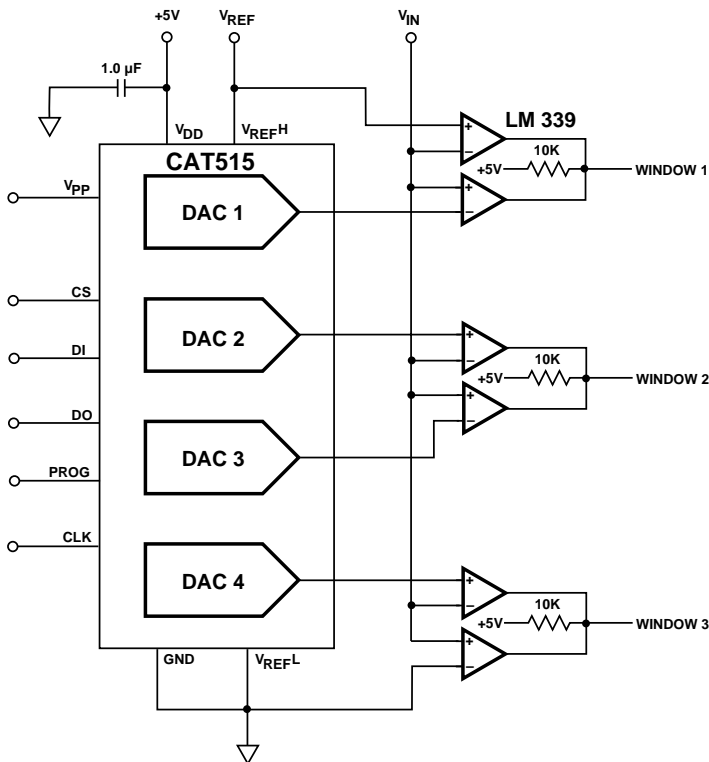 +5V
VREF
VIN
1.0 µF
VDD
VREFH
LM 339
+
–
10K
+5V
WINDOW 1
+
–
CAT515
VPP
DAC 1
CS
DAC 2
+
–
10K
+5V
WINDOW 2
+
–
DI
DO
DAC 3
PROG
CLK
DAC 4
+
–
10K
+5V
WINDOW 3
+
–
GND
VREFL